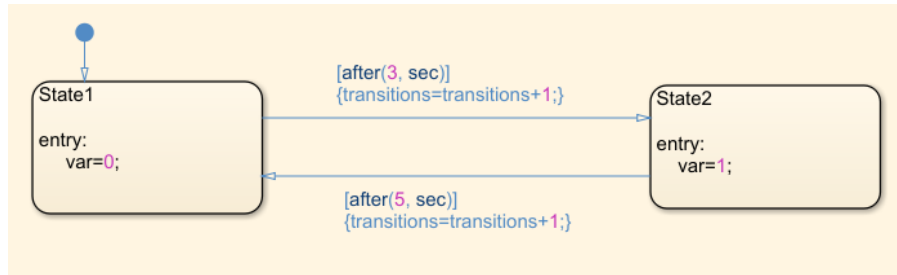 State1
entry:
var=0;
[after(3, sec)]
{transitions=transitions+1;}
State2
entry:
var=1;
[after(5, sec)]
{transitions=transitions+1;}